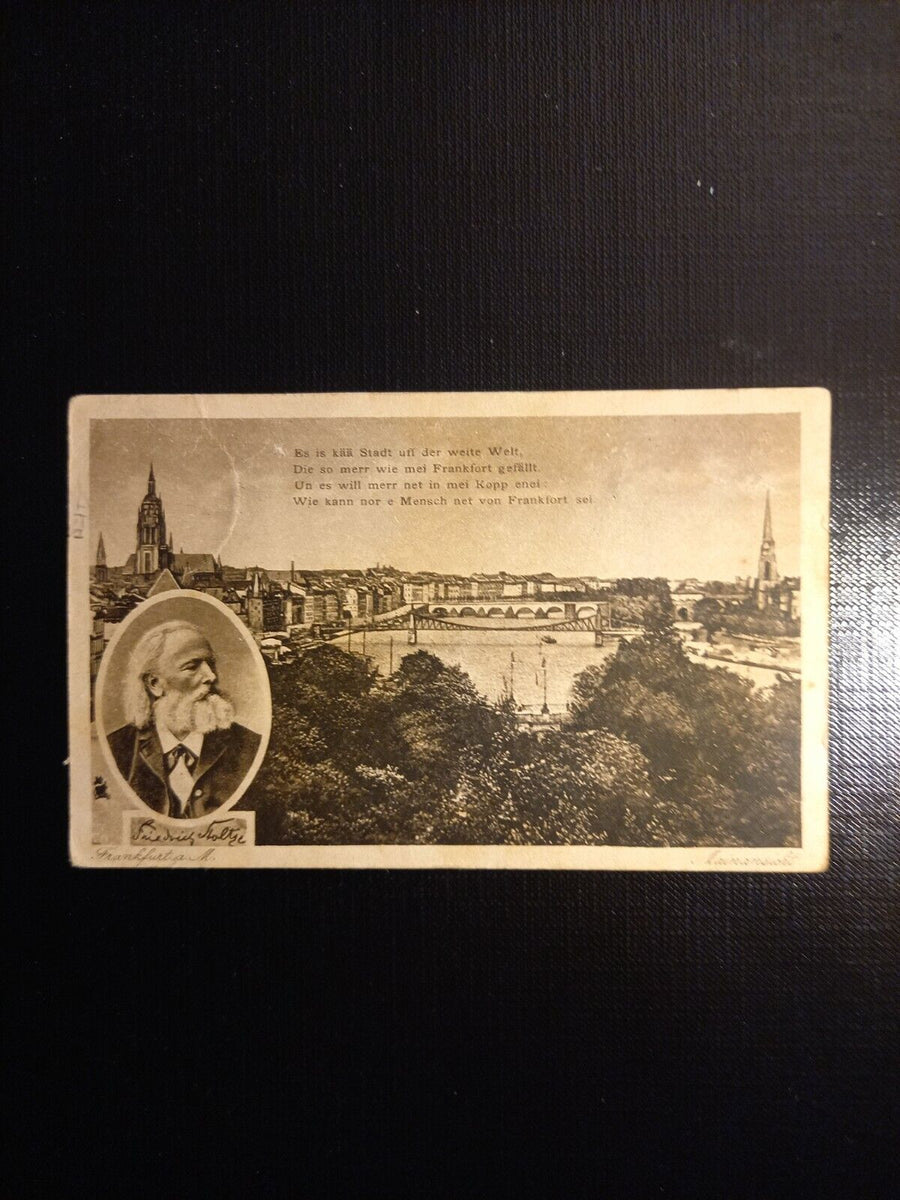 Es is kää Stadt uff der weite Welt,
Die so merr wie mei Frankfort gefällt.
Un es will merr net in mei Kopp enei:
Wie kann nor e Mensch net von Frankfort sei.
Friedrich Stoltze
Frankfurt a. M.
Mainansicht